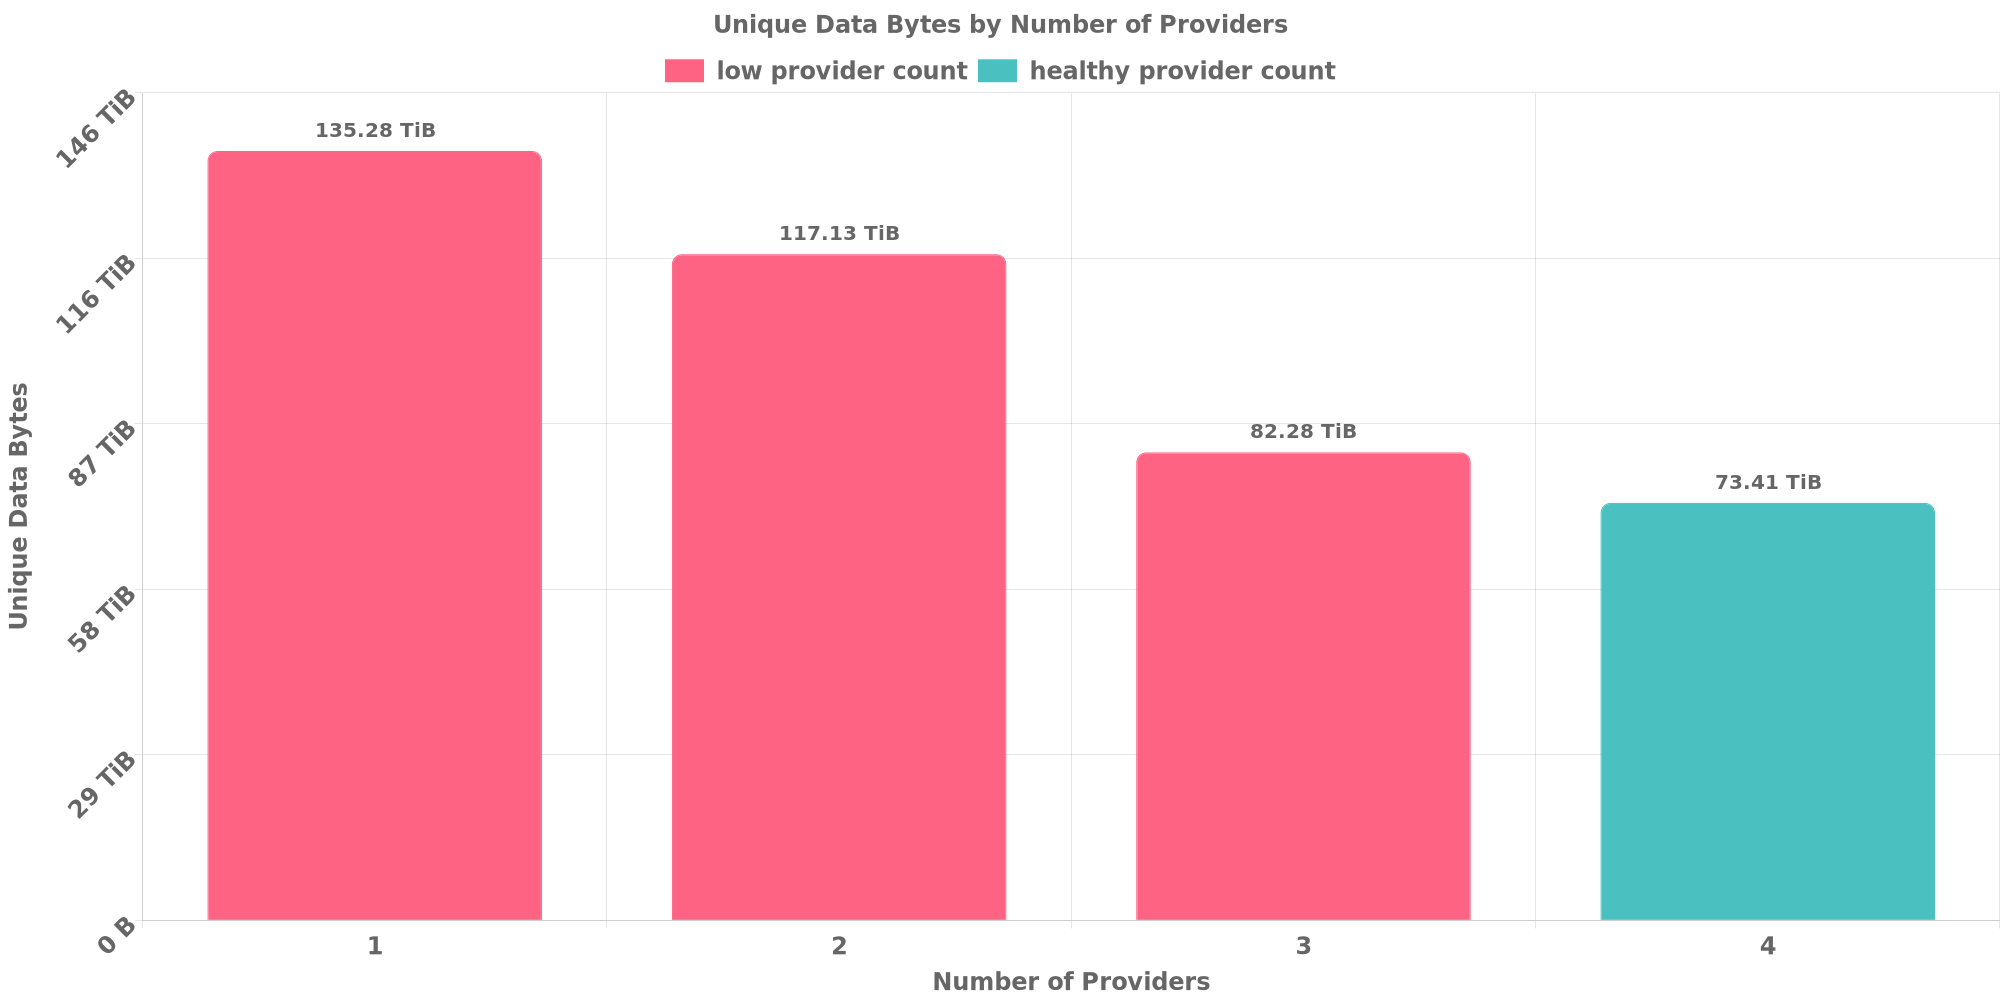 Unique Data Bytes by Number of Providers
low provider count healthy provider count
146 TiB
116 TiB
87 TiB
58 TiB
29 TiB
0 B
Unique Data Bytes
135.28 TiB
117.13 TiB
82.28 TiB
73.41 TiB
1 2 3 4
Number of Providers